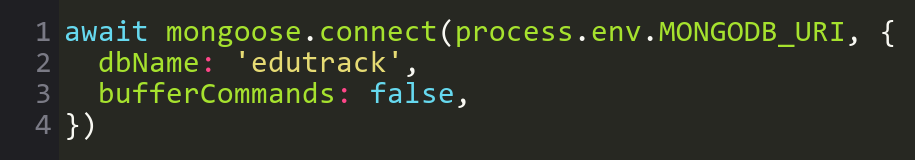 1 await mongoose.connect(process.env.MONGODB_URI, {
2   dbName: 'edutrack',
3   bufferCommands: false,
4 })